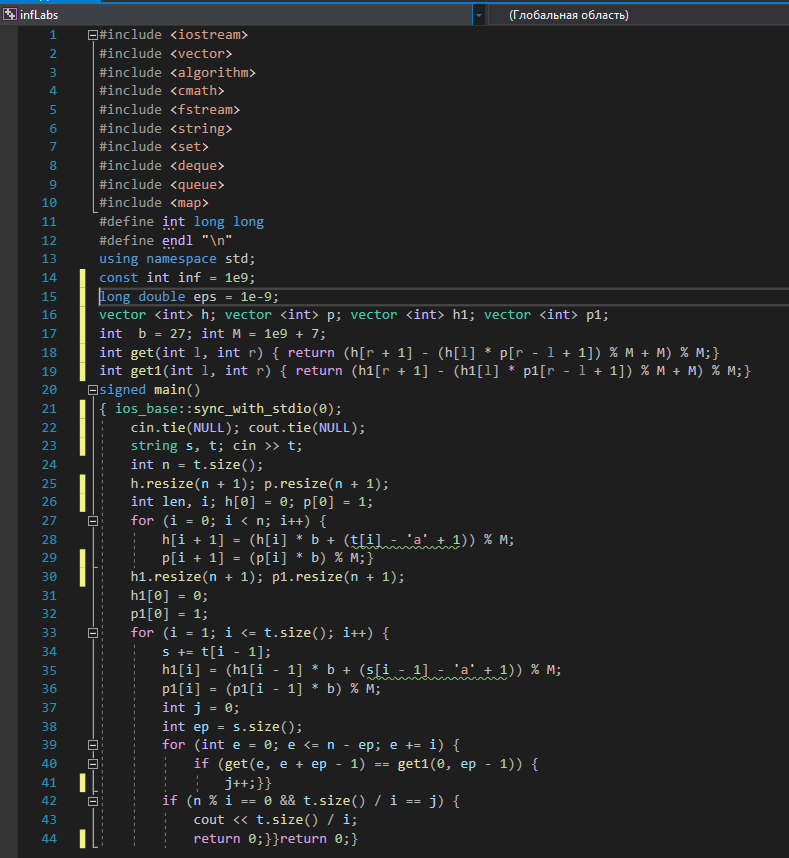 infLabs (Глобальная область)
1 #include <iostream>
2 #include <vector>
3 #include <algorithm>
4 #include <cmath>
5 #include <fstream>
6 #include <string>
7 #include <set>
8 #include <deque>
9 #include <queue>
10 #include <map>
11 #define int long long
12 #define endl "\n"
13 using namespace std;
14 const int inf = 1e9;
15 long double eps = 1e-9;
16 vector <int> h; vector <int> p; vector <int> h1; vector <int> p1;
17 int  b = 27; int M = 1e9 + 7;
18 int get(int l, int r) { return (h[r + 1] - (h[l] * p[r - l + 1]) % M + M) % M;}
19 int get1(int l, int r) { return (h1[r + 1] - (h1[l] * p1[r - l + 1]) % M + M) % M;}
20 signed main()
21 { ios_base::sync_with_stdio(0);
22 cin.tie(NULL); cout.tie(NULL);
23 string s, t; cin >> t;
24 int n = t.size();
25 h.resize(n + 1); p.resize(n + 1);
26 int len, i; h[0] = 0; p[0] = 1;
27 for (i = 0; i < n; i++) {
28 h[i + 1] = (h[i] * b + (t[i] - 'a' + 1)) % M;
29 p[i + 1] = (p[i] * b) % M;}
30 h1.resize(n + 1); p1.resize(n + 1);
31 h1[0] = 0;
32 p1[0] = 1;
33 for (i = 1; i <= t.size(); i++) {
34 s += t[i - 1];
35 h1[i] = (h1[i - 1] * b + (s[i - 1] - 'a' + 1)) % M;
36 p1[i] = (p1[i - 1] * b) % M;
37 int j = 0;
38 int ep = s.size();
39 for (int e = 0; e <= n - ep; e += i) {
40 if (get(e, e + ep - 1) == get1(0, ep - 1)) {
41 j++;}}
42 if (n % i == 0 && t.size() / i == j) {
43 cout << t.size() / i;
44 return 0;}}return 0;}